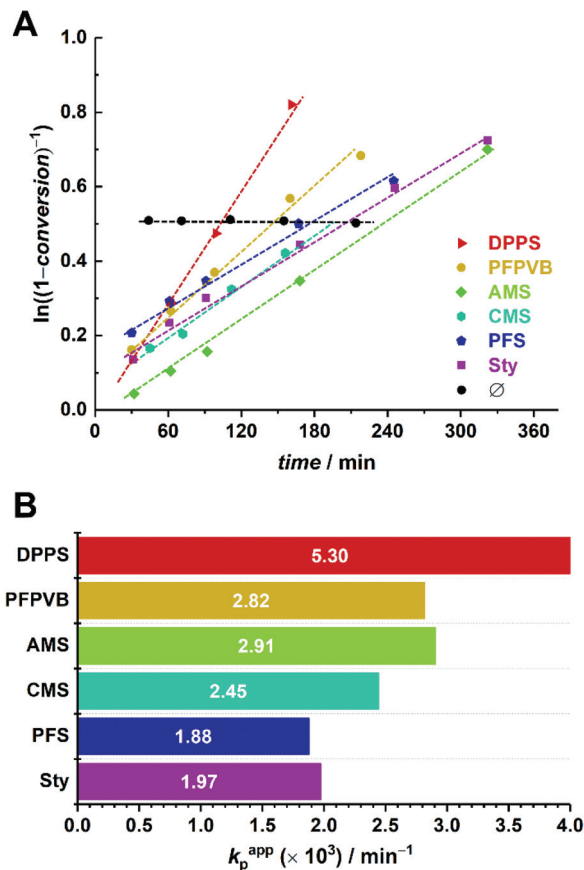 A
ln((1–conversion)⁻¹)
1.0
0.8
0.6
0.4
0.2
0.0
0 60 120 180 240 300 360
time / min
DPPS
PFPVB
AMS
CMS
PFS
Sty
∅
B
DPPS 5.30
PFPVB 2.82
AMS 2.91
CMS 2.45
PFS 1.88
Sty 1.97
0.0 0.5 1.0 1.5 2.0 2.5 3.0 3.5 4.0
kₚᵃᵖᵖ (× 10³) / min⁻¹